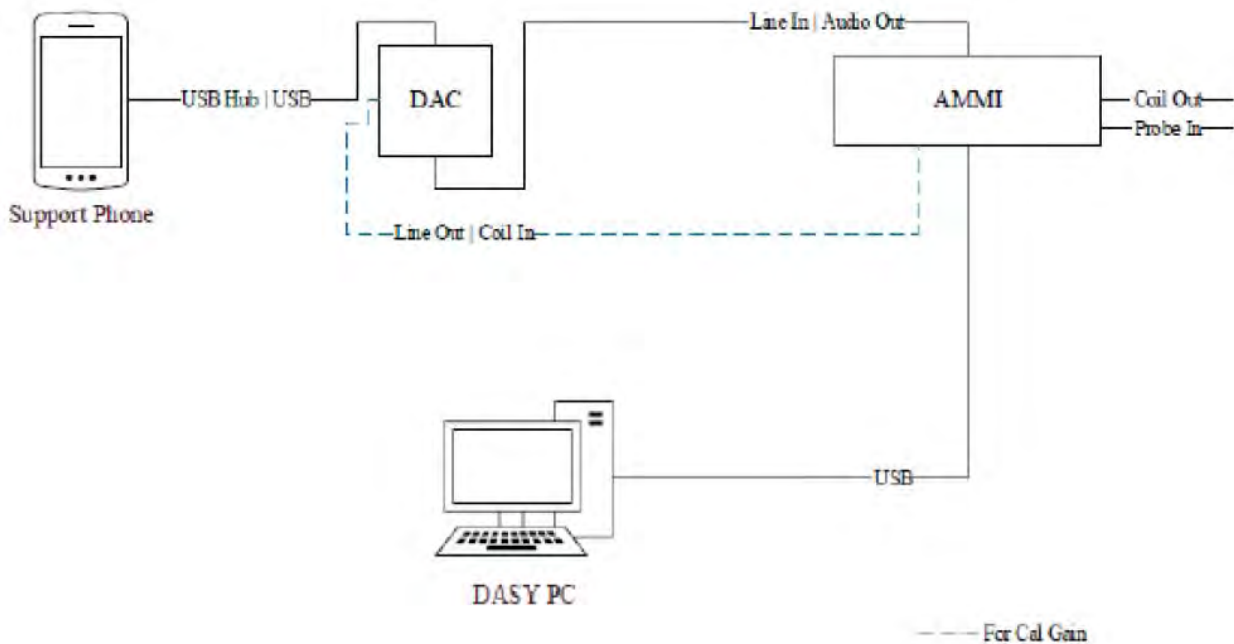 Line In | Audio Out
USB Hub | USB
DAC
AMMI
Coil Out
Probe In
Support Phone
Line Out | Coil In
USB
DASY PC
For Cal Gain